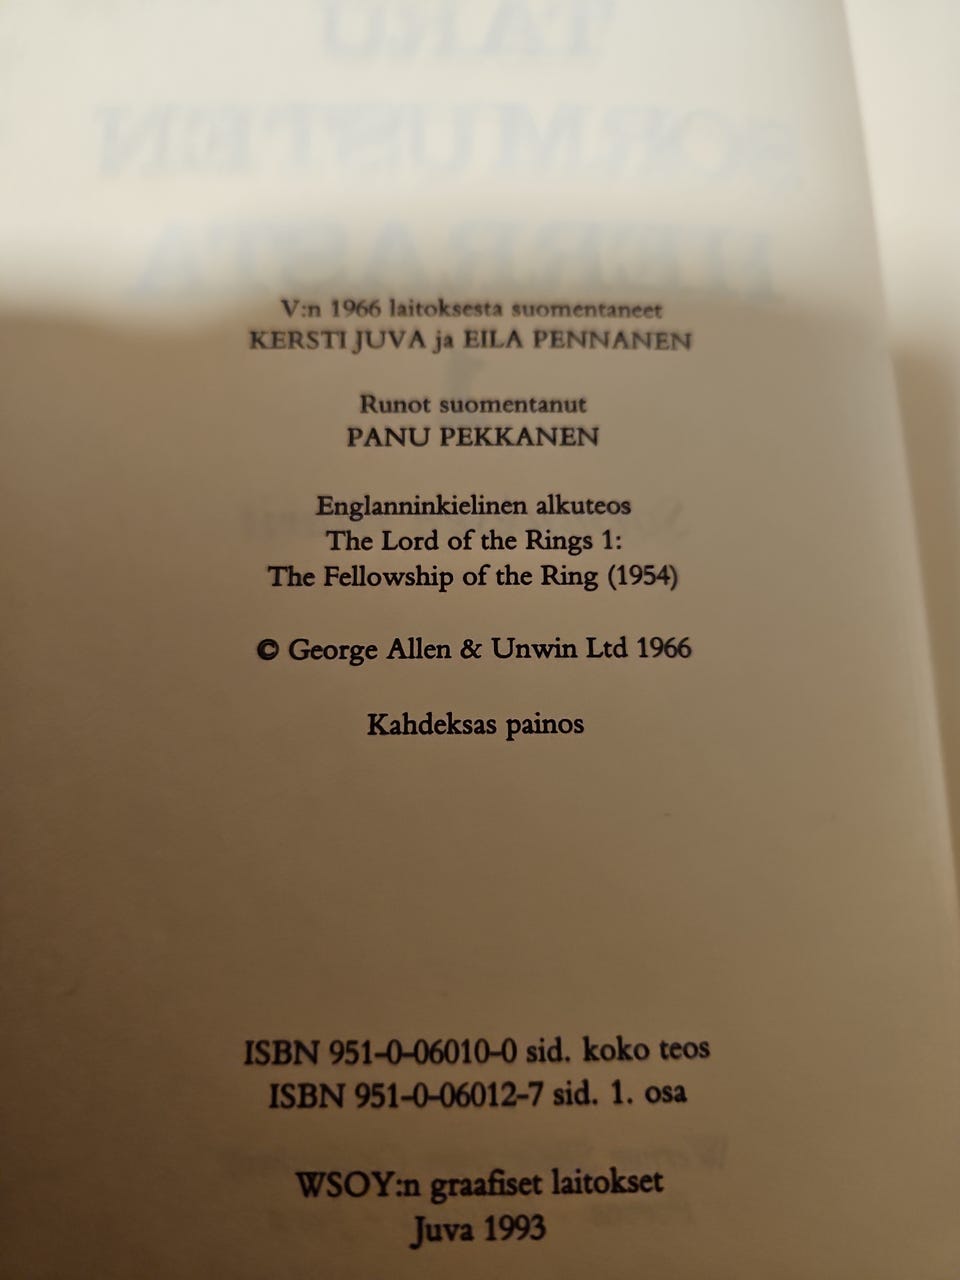 V:n 1966 laitoksesta suomentaneet
KERSTI JUVA ja EILA PENNANEN
Runot suomentanut
PANU PEKKANEN
Englanninkielinen alkuteos
The Lord of the Rings 1:
The Fellowship of the Ring (1954)
© George Allen & Unwin Ltd 1966
Kahdeksas painos
ISBN 951-0-06010-0 sid. koko teos
ISBN 951-0-06012-7 sid. 1. osa
WSOY:n graafiset laitokset
Juva 1993